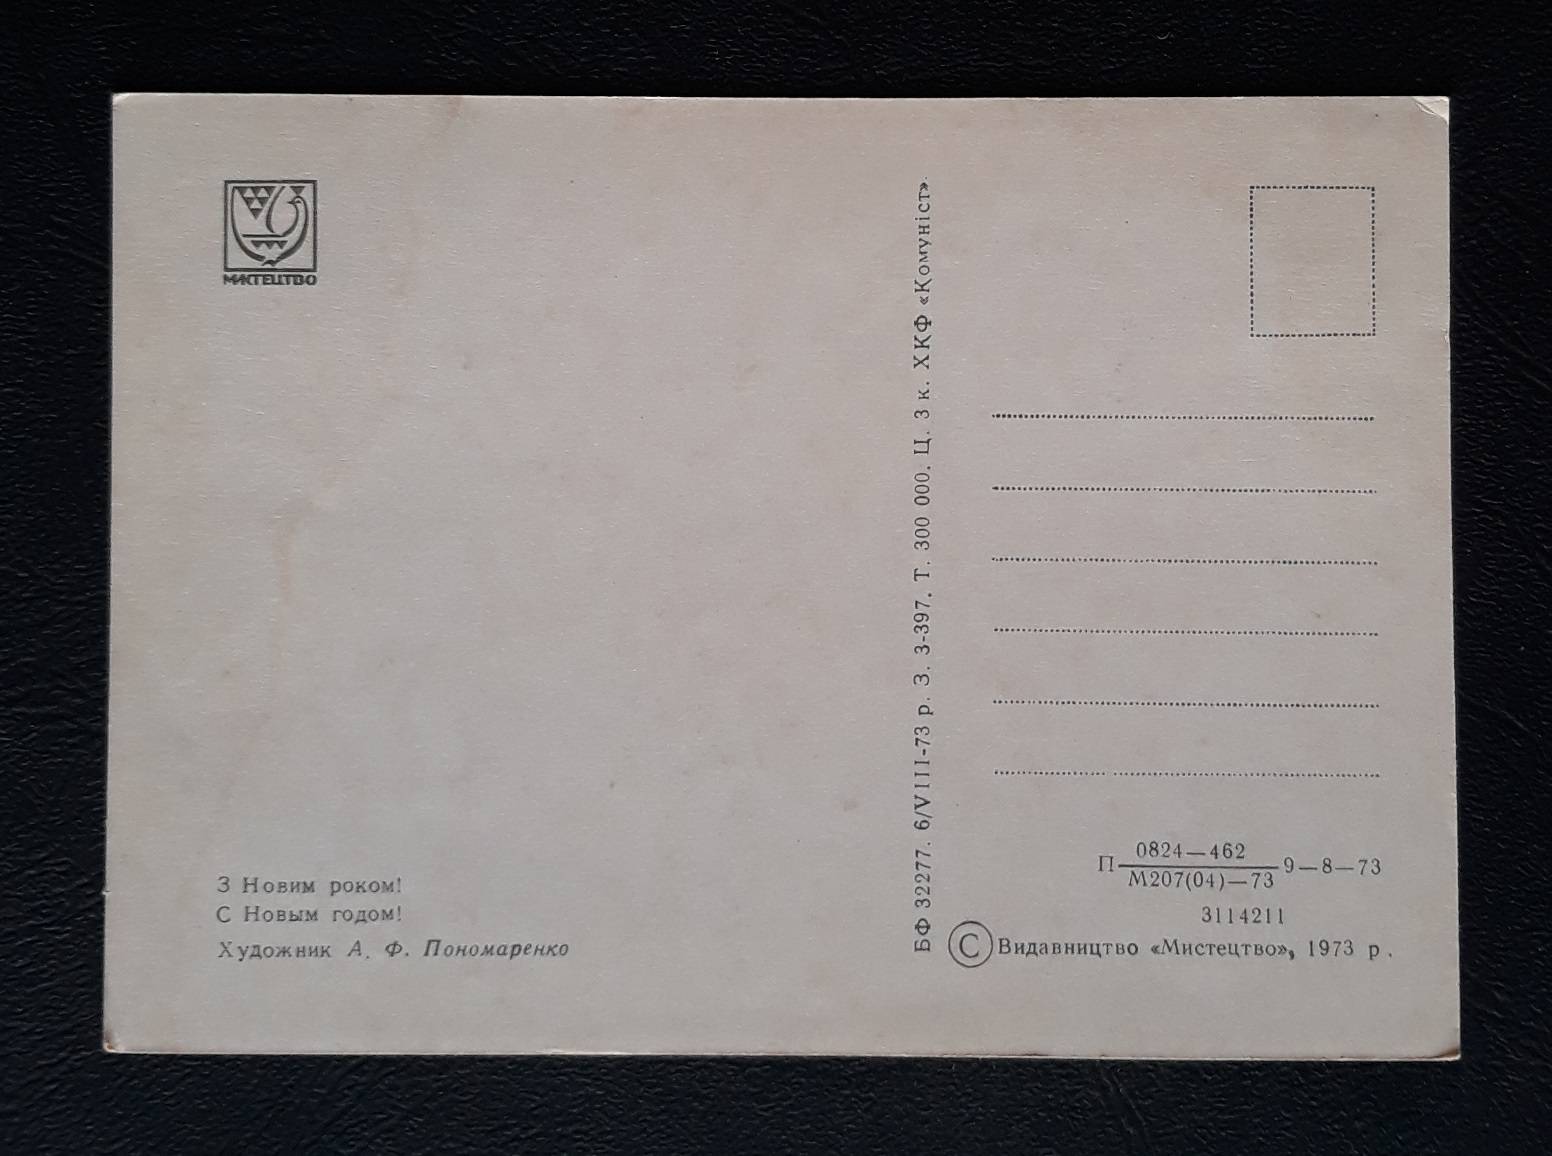 МИСТЕЦТВО
З Новим роком!
С Новым годом!
Художник А. Ф. Пономаренко
БФ 32277. 6/VIII-73 р. З. 3-397. Т. 300 000. Ц. 3 к. ХКФ «Комуніст».
П 0824—462 9—8—73
М207(04)—73
3114211
© Видавництво «Мистецтво», 1973 р.